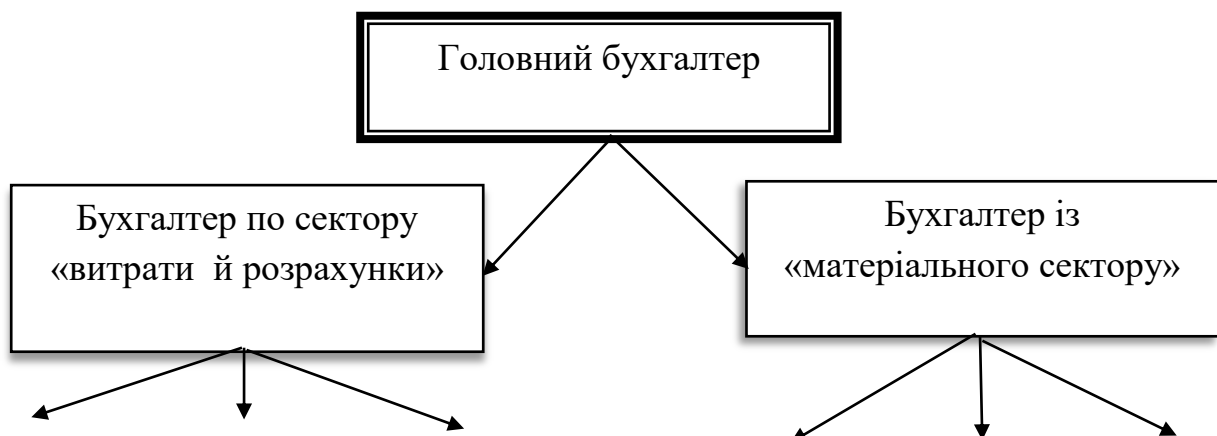 Головний бухгалтер
Бухгалтер по сектору
«витрати й розрахунки»
Бухгалтер із
«матеріального сектору»